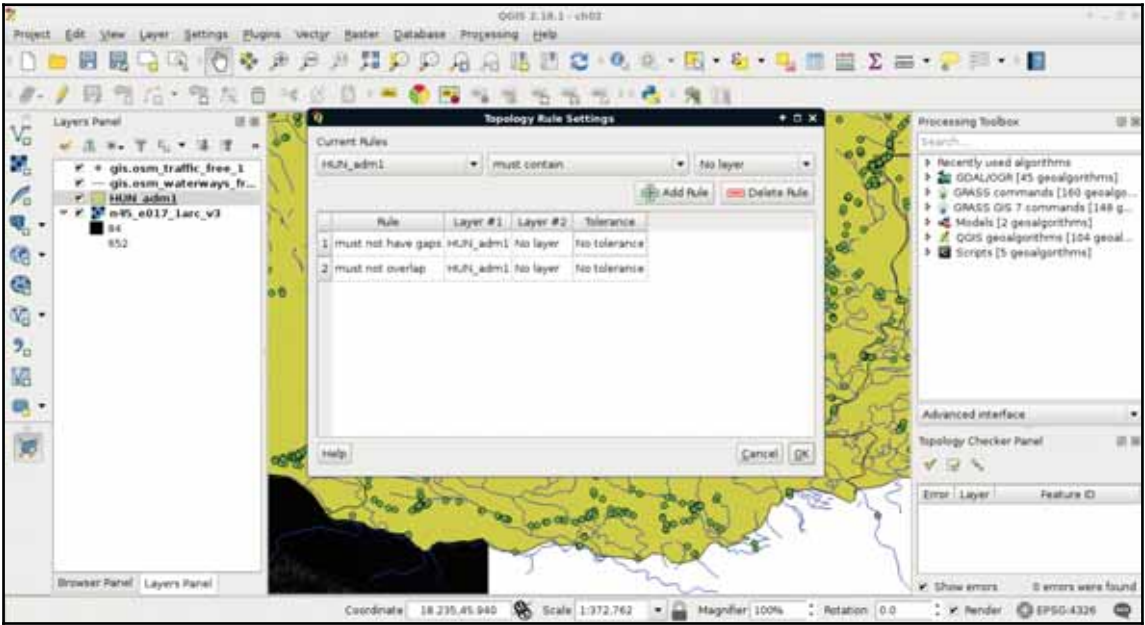 QGIS 2.18.1 - ch02
Project Edit View Layer Settings Plugins Vector Raster Database Processing Help
Layers Panel
gis.osm_traffic_free_1
gis.osm_waterways_fr...
HUN_adm1
n45_e017_1arc_v3
84
652
Browser Panel Layers Panel
Topology Rule Settings
Current Rules
HUN_adm1 must contain No layer
Add Rule Delete Rule
Rule Layer #1 Layer #2 Tolerance
1 must not have gaps HUN_adm1 No layer No tolerance
2 must not overlap HUN_adm1 No layer No tolerance
Help Cancel OK
Processing Toolbox
Search...
Recently used algorithms
GDAL/OGR [45 geoalgorithms]
GRASS commands [160 geoalgo...
GRASS GIS 7 commands [148 g...
Models [2 geoalgorithms]
QGIS geoalgorithms [104 geoal...
Scripts [5 geoalgorithms]
Advanced interface
Topology Checker Panel
Error Layer Feature ID
Show errors 0 errors were found
Coordinate 18.235,45.940 Scale 1:372.762 Magnifier 100% Rotation 0.0 Render EPSG:4326